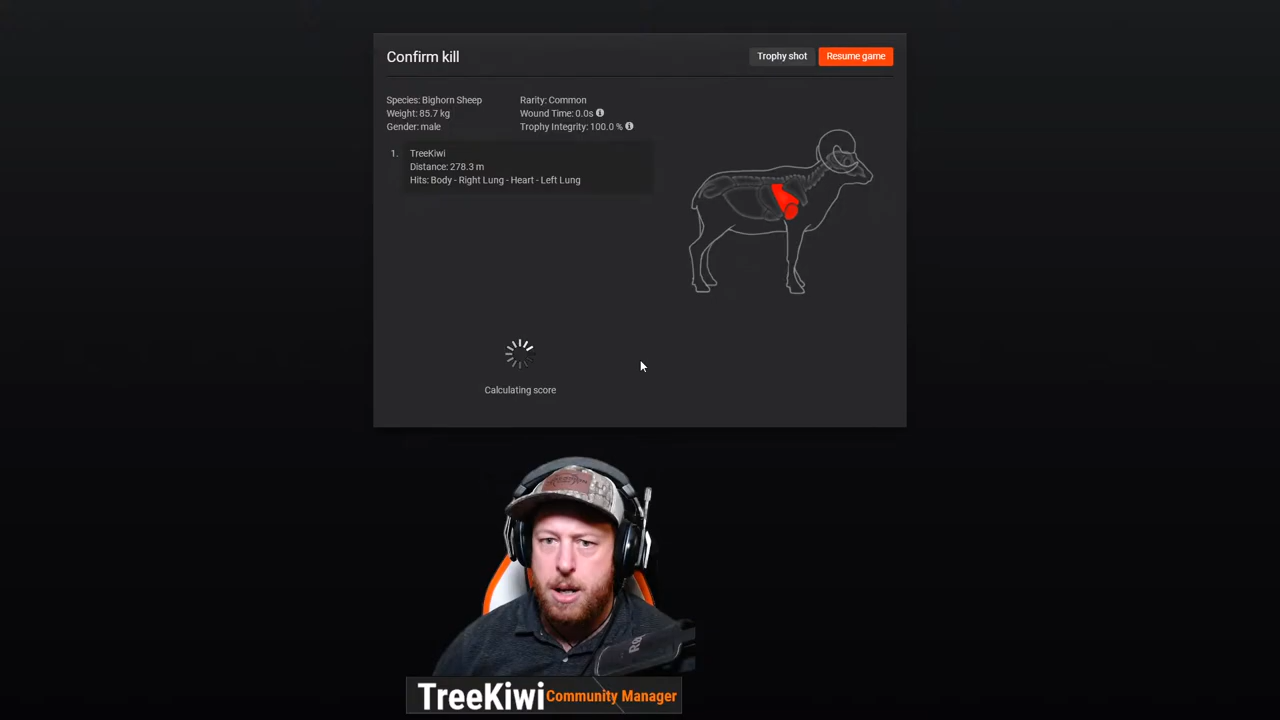 Confirm kill
Trophy shot
Resume game
Species: Bighorn Sheep
Weight: 85.7 kg
Gender: male
Rarity: Common
Wound Time: 0.0s
Trophy Integrity: 100.0 %
1. TreeKiwi
Distance: 278.3 m
Hits: Body - Right Lung - Heart - Left Lung
Calculating score
TreeKiwi Community Manager